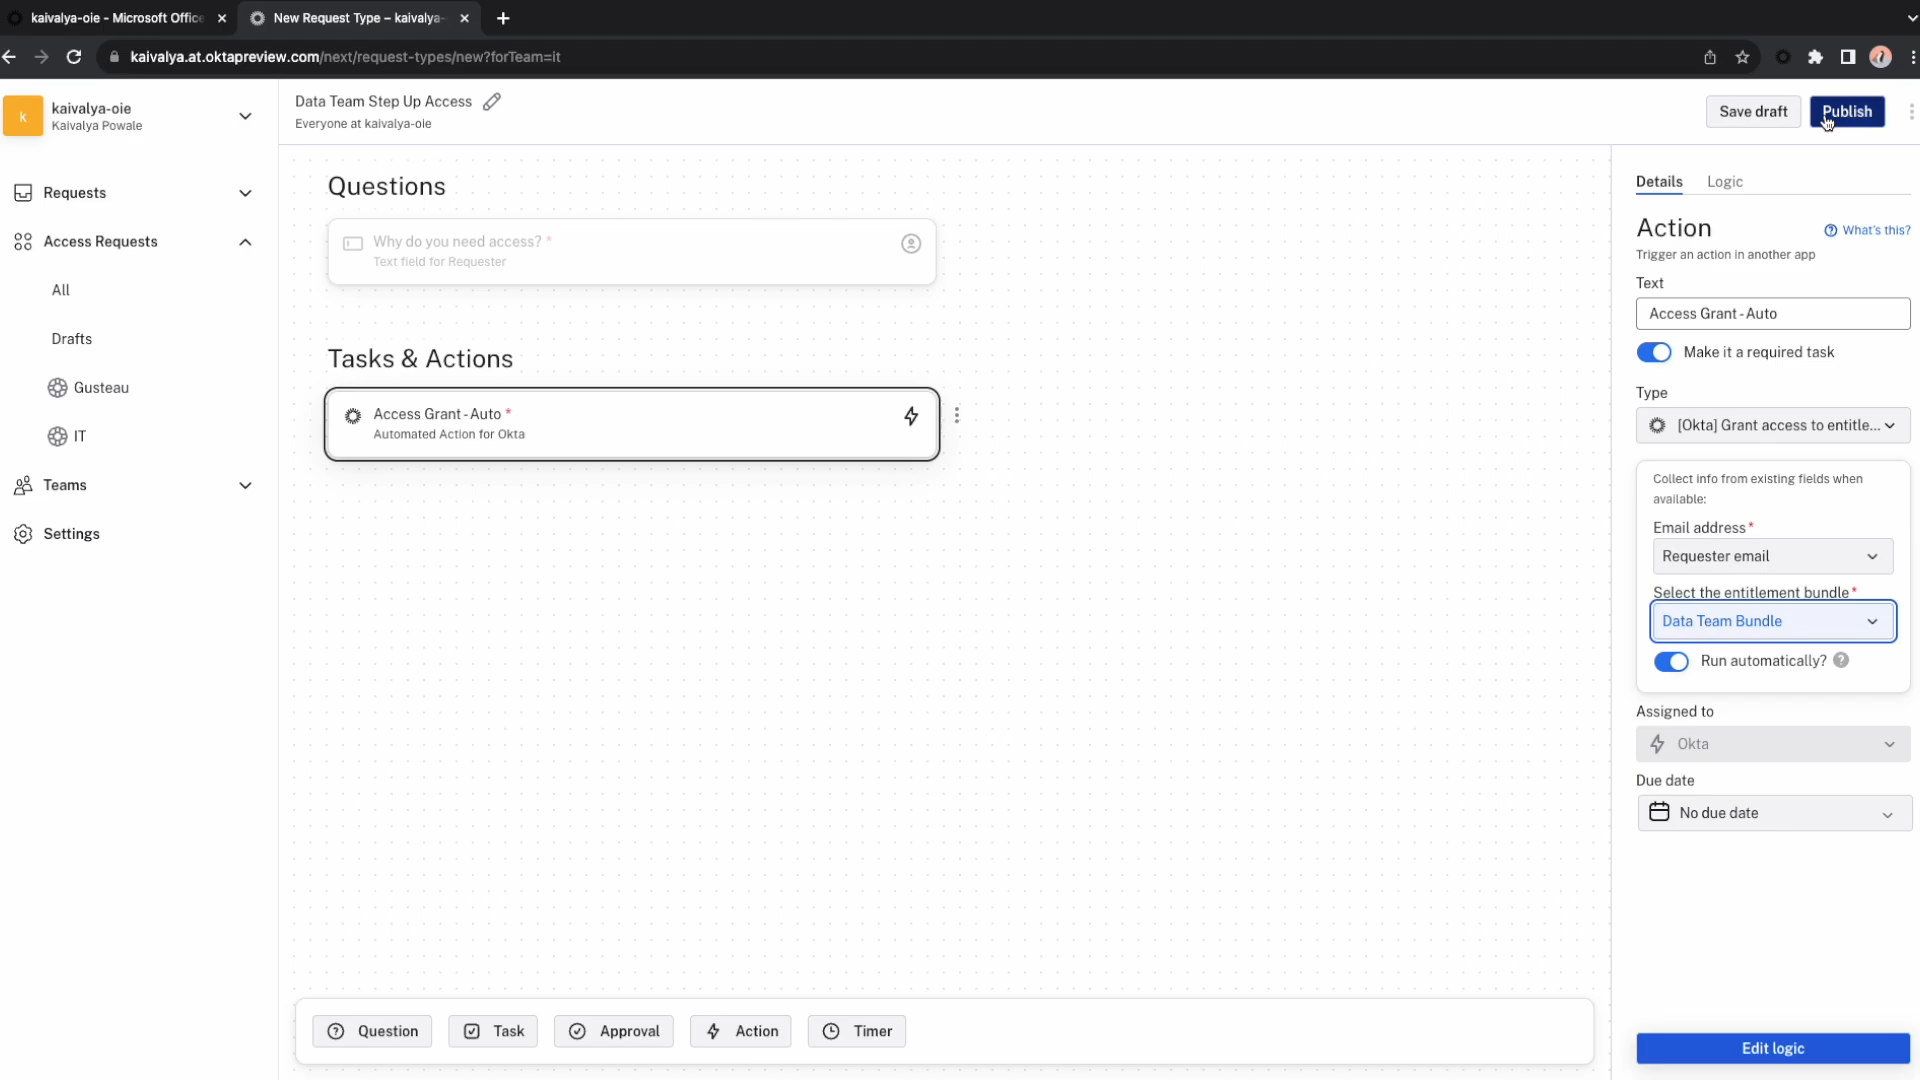 kaivalya-oie - Microsoft Office
New Request Type – kaivalya-
kaivalya.at.oktapreview.com/next/request-types/new?forTeam=it
k
kaivalya-oie
Kaivalya Powale
Requests
Access Requests
All
Drafts
Gusteau
IT
Teams
Settings
Data Team Step Up Access
Everyone at kaivalya-oie
Save draft
Publish
Questions
Why do you need access? *
Text field for Requester
Tasks & Actions
Access Grant - Auto *
Automated Action for Okta
Question
Task
Approval
Action
Timer
Details
Logic
Action
What's this?
Trigger an action in another app
Text
Access Grant - Auto
Make it a required task
Type
[Okta] Grant access to entitle...
Collect info from existing fields when
available:
Email address *
Requester email
Select the entitlement bundle *
Data Team Bundle
Run automatically?
Assigned to
Okta
Due date
No due date
Edit logic